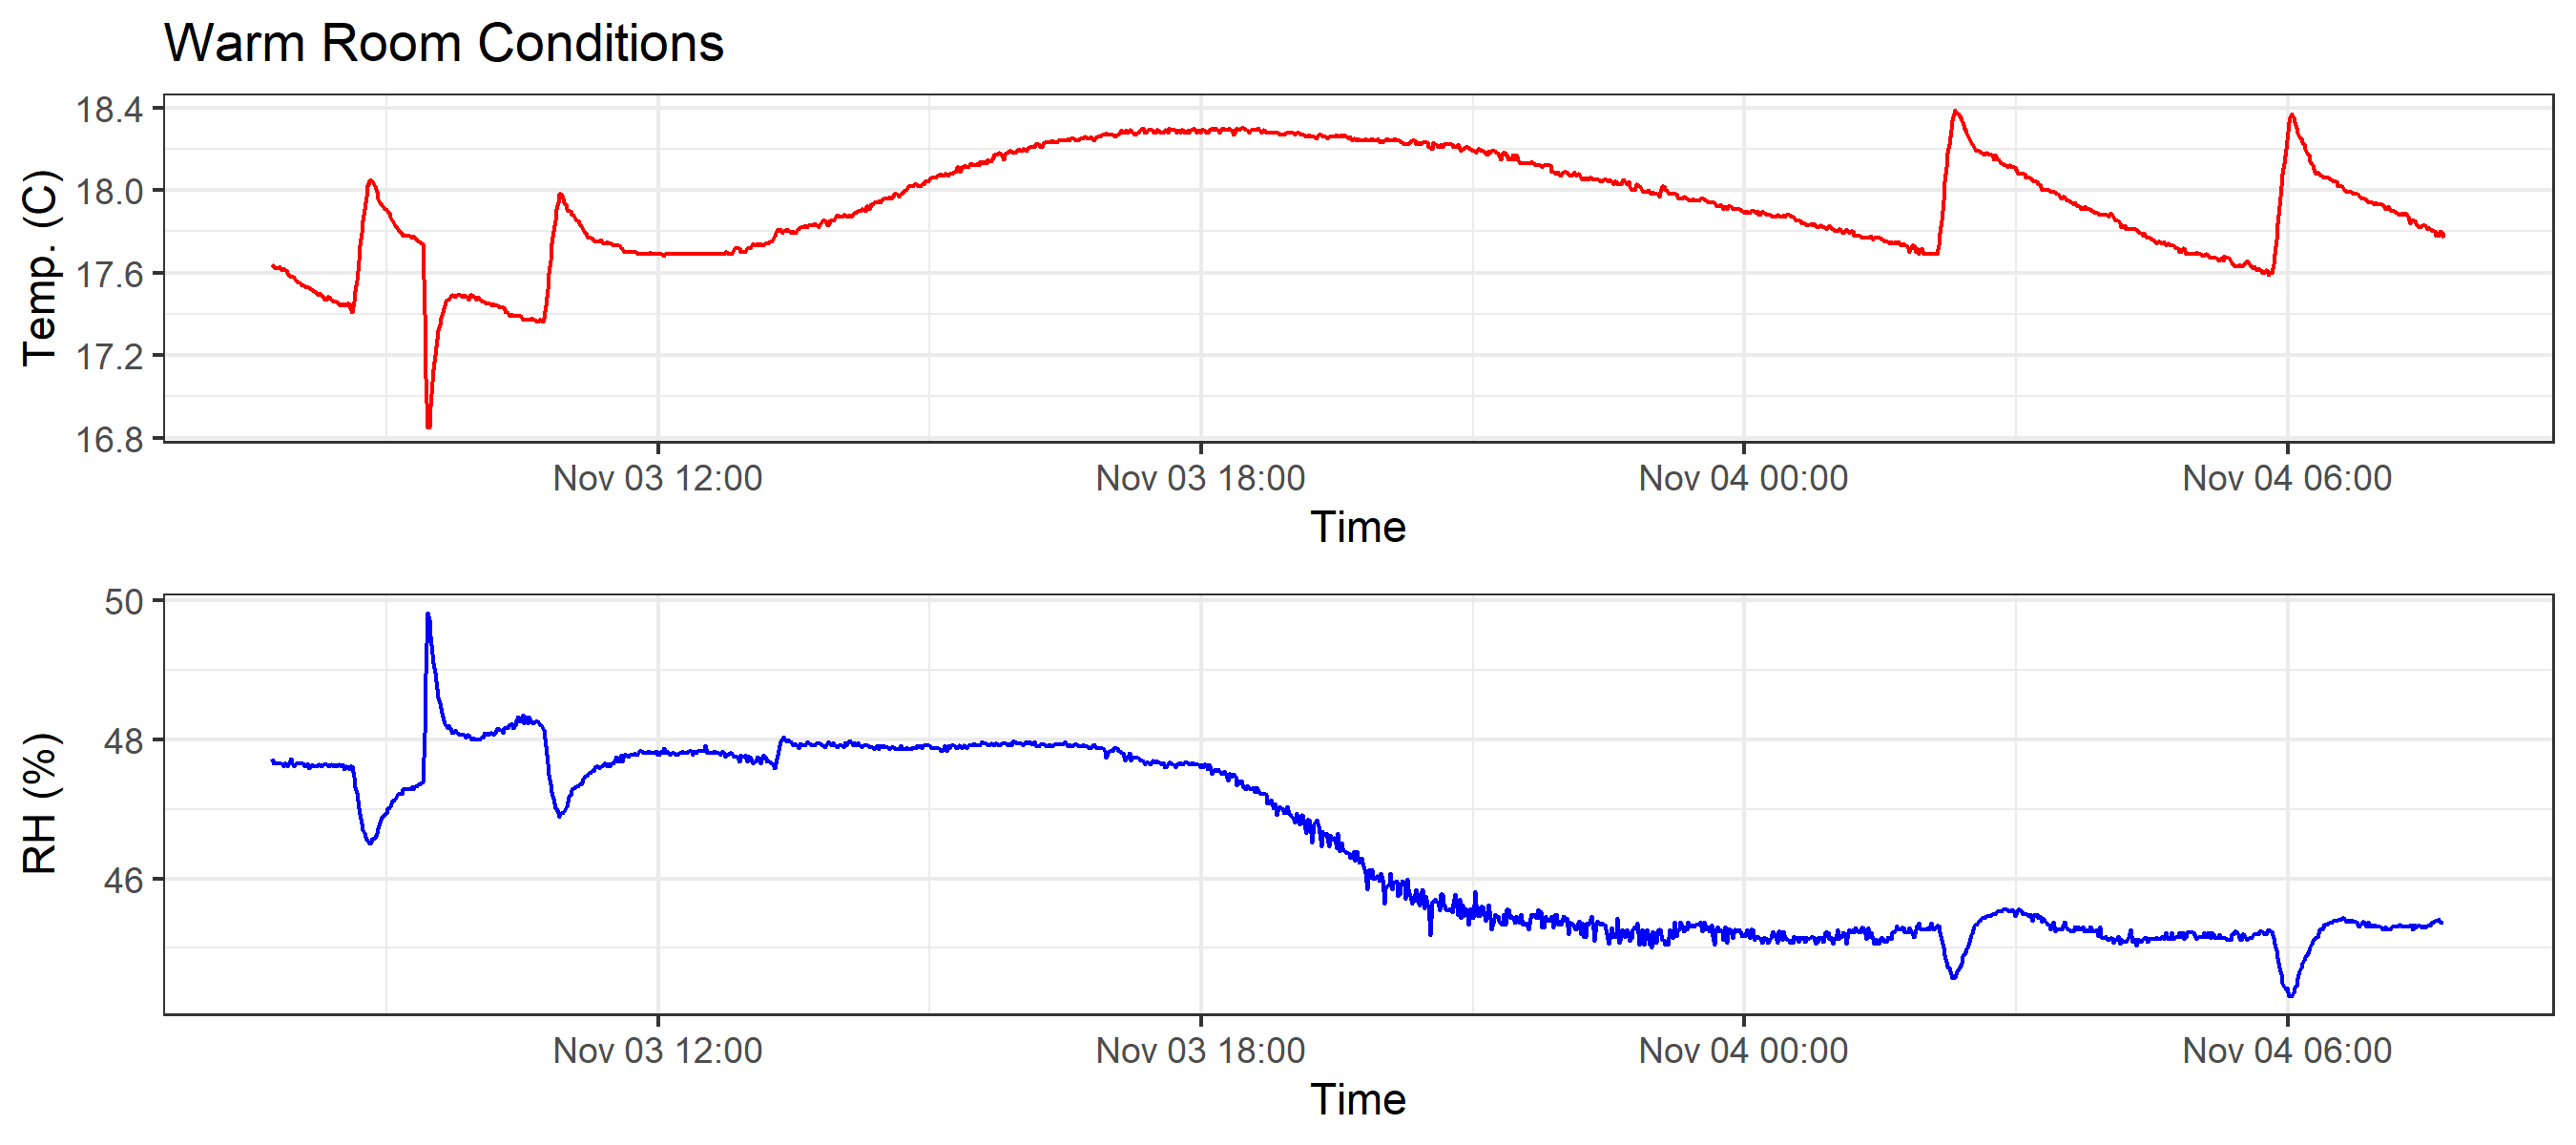 Warm Room Conditions
Temp. (C)
18.4
18.0
17.6
17.2
16.8
Nov 03 12:00 Nov 03 18:00 Nov 04 00:00 Nov 04 06:00
Time
RH (%)
50
48
46
Nov 03 12:00 Nov 03 18:00 Nov 04 00:00 Nov 04 06:00
Time